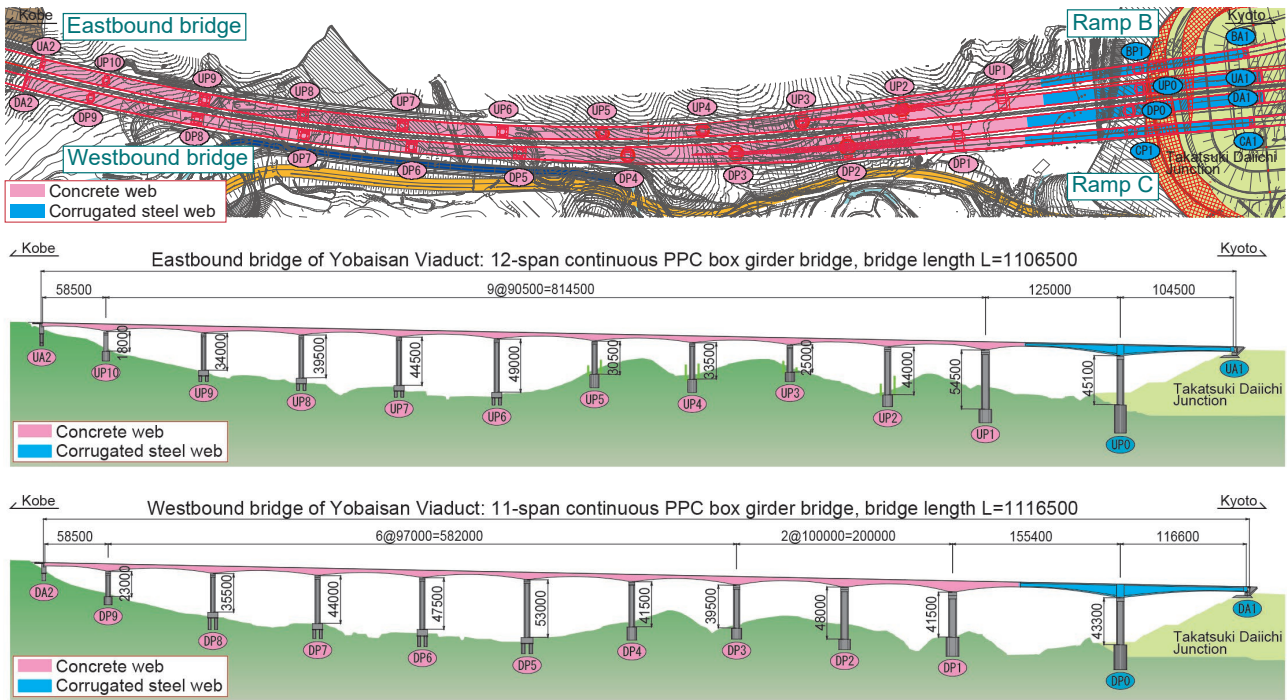 Kobe
Eastbound bridge
Ramp B
Kyoto
UA2
UP10
UP9
UP8
UP7
UP6
UP5
UP4
UP3
UP2
UP1
BP1
BA1
UP0
UA1
DA2
DP9
DP8
DP7
DP6
DP5
DP4
DP3
DP2
DP1
DP0
DA1
CP1
CA1
Westbound bridge
Takatsuki Daiichi
Junction
Ramp C
Concrete web
Corrugated steel web
Kobe
Kyoto
Eastbound bridge of Yobaisan Viaduct: 12-span continuous PPC box girder bridge, bridge length L=1106500
58500
9@90500=814500
125000
104500
18000
34000
39500
44500
49000
30500
33500
25000
44000
54500
45100
UA2
UP10
UP9
UP8
UP7
UP6
UP5
UP4
UP3
UP2
UP1
UP0
UA1
Takatsuki Daiichi
Junction
Concrete web
Corrugated steel web
Kobe
Kyoto
Westbound bridge of Yobaisan Viaduct: 11-span continuous PPC box girder bridge, bridge length L=1116500
58500
6@97000=582000
2@100000=200000
155400
116600
23000
35500
44000
47500
53000
41500
39500
48000
41500
43300
DA2
DP9
DP8
DP7
DP6
DP5
DP4
DP3
DP2
DP1
DP0
DA1
Takatsuki Daiichi
Junction
Concrete web
Corrugated steel web